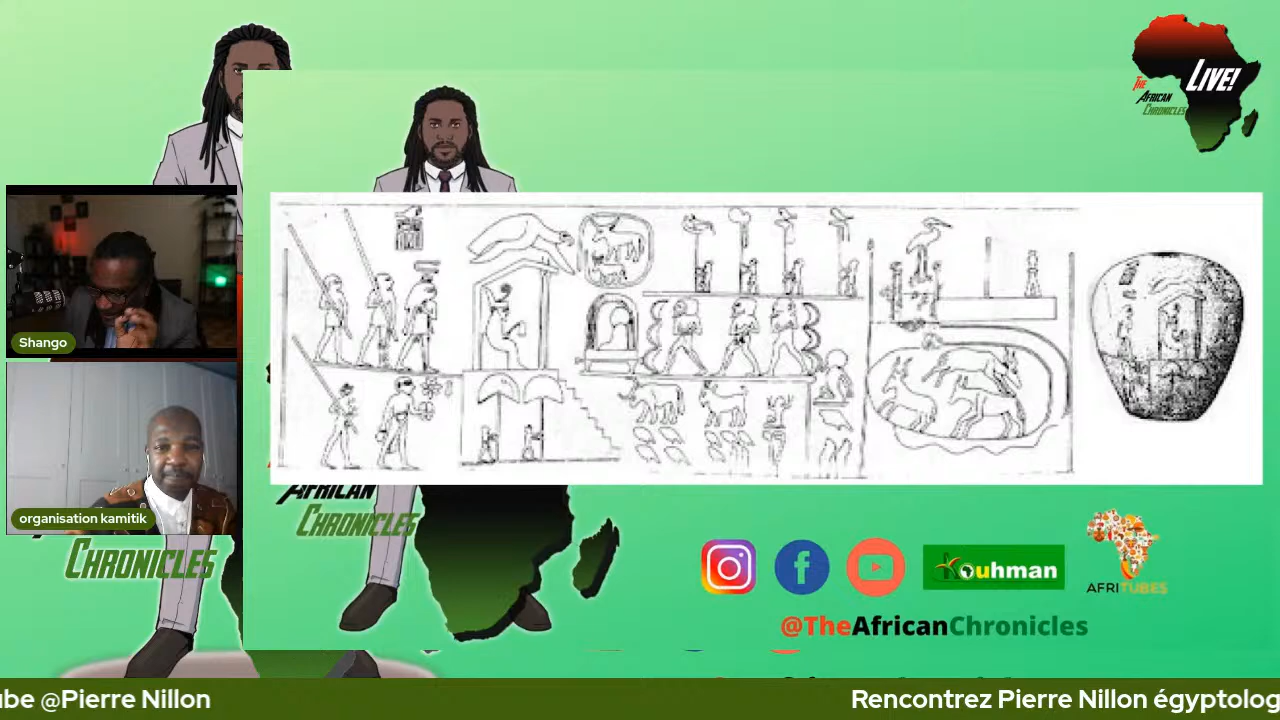 THE
AFRICAN
CHRONICLES
LIVE!
Shango
organisation kamitik
AFRICAN
CHRONICLES
CHRONICLES
Kouhman
AFRITUBES
@TheAfricanChronicles
ube @Pierre Nillon
Rencontrez Pierre Nillon égyptolog